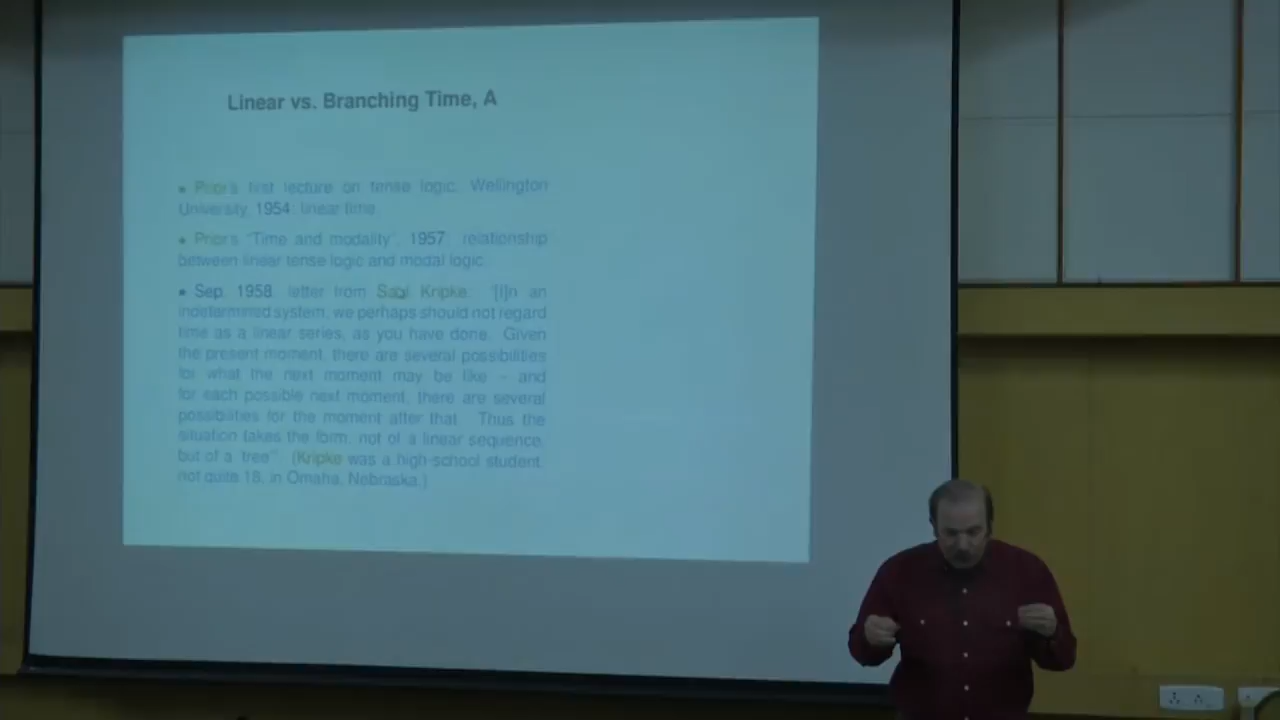 Linear vs. Branching Time, A
• Prior's first lecture on tense logic, Wellington
University, 1954: linear time.
• Prior's "Time and modality", 1957: relationship
between linear tense logic and modal logic.
• Sep. 1958, letter from Saul Kripke: "[I]n an
indetermined system, we perhaps should not regard
time as a linear series, as you have done. Given
the present moment, there are several possibilities
for what the next moment may be like – and
for each possible next moment, there are several
possibilities for the moment after that. Thus the
situation takes the form, not of a linear sequence,
but of a 'tree'". (Kripke was a high-school student,
not quite 18, in Omaha, Nebraska.)